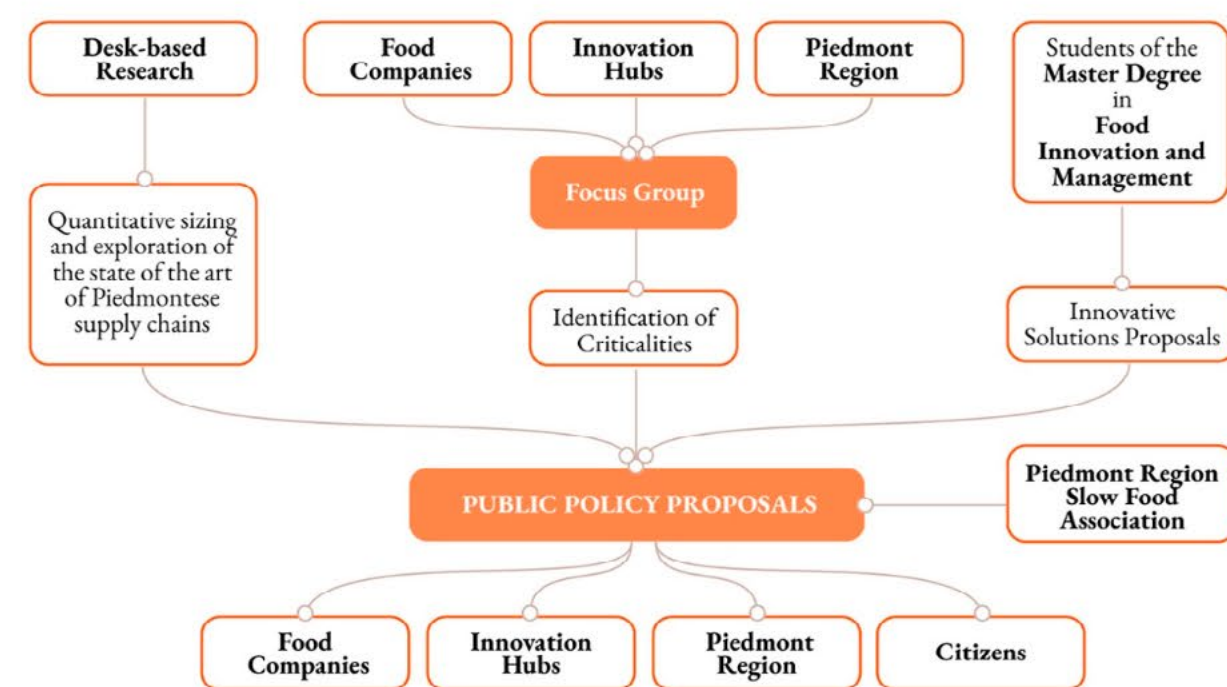 Desk-based
Research
Food
Companies
Innovation
Hubs
Piedmont
Region
Students of the
Master Degree
in
Food
Innovation and
Management
Focus Group
Quantitative sizing
and exploration of
the state of the art
of Piedmontese
supply chains
Identification of
Criticalities
Innovative
Solutions Proposals
PUBLIC POLICY PROPOSALS
Piedmont Region
Slow Food
Association
Food
Companies
Innovation
Hubs
Piedmont
Region
Citizens